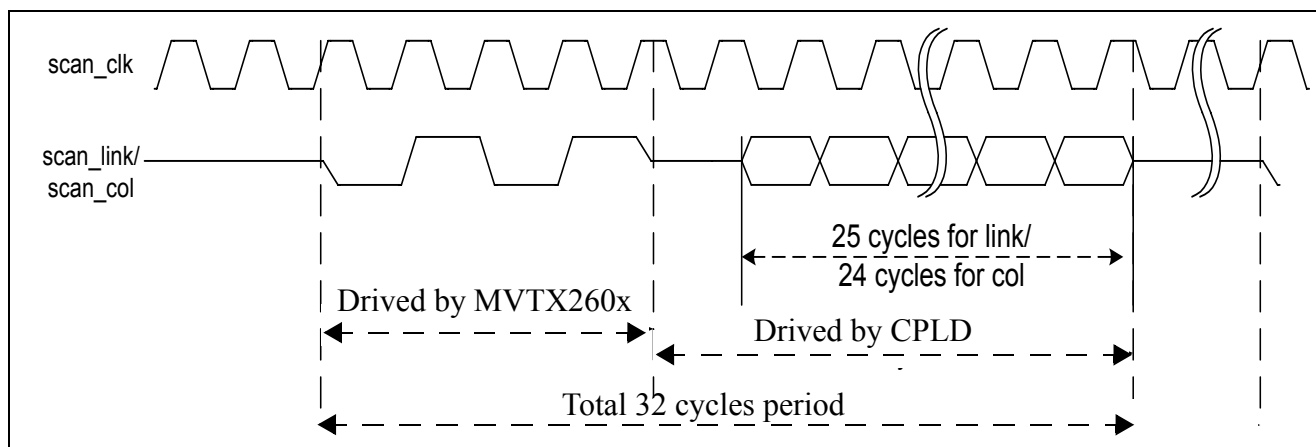 scan_clk
scan_link/
scan_col
25 cycles for link/
24 cycles for col
Drived by MVTX260x
Drived by CPLD
Total 32 cycles period